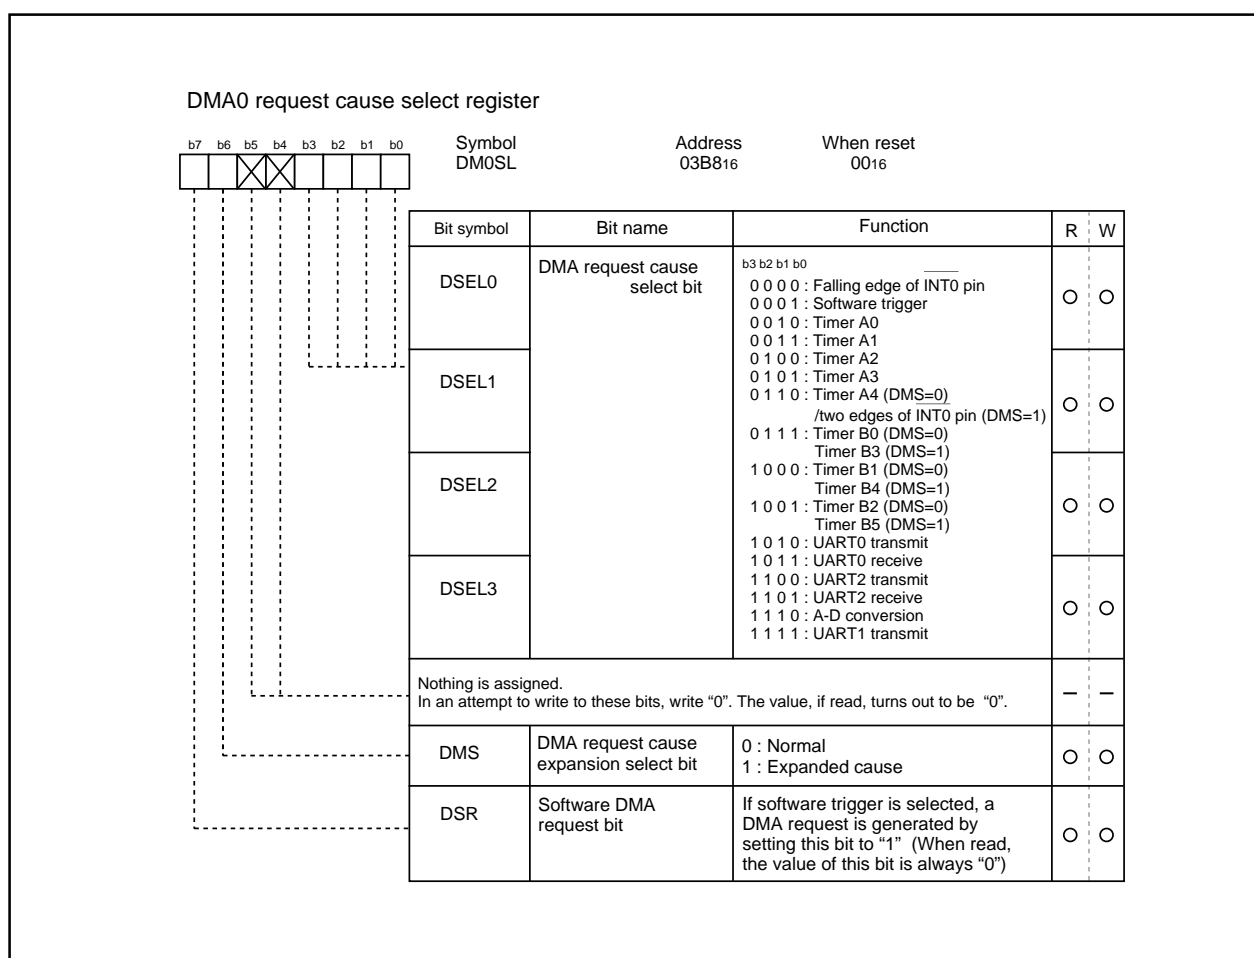 DMA0 request cause select register
b7 b6 b5 b4 b3 b2 b1 b0
Symbol Address When reset
DM0SL 03B816 0016
Bit symbol Bit name Function R W
DSEL0 DMA request cause select bit
b3 b2 b1 b0
0 0 0 0 : Falling edge of INT0 pin
0 0 0 1 : Software trigger
0 0 1 0 : Timer A0
0 0 1 1 : Timer A1
0 1 0 0 : Timer A2
DSEL1
0 1 0 1 : Timer A3
0 1 1 0 : Timer A4 (DMS=0)
/two edges of INT0 pin (DMS=1)
0 1 1 1 : Timer B0 (DMS=0)
Timer B3 (DMS=1)
DSEL2
1 0 0 0 : Timer B1 (DMS=0)
Timer B4 (DMS=1)
1 0 0 1 : Timer B2 (DMS=0)
Timer B5 (DMS=1)
1 0 1 0 : UART0 transmit
1 0 1 1 : UART0 receive
DSEL3
1 1 0 0 : UART2 transmit
1 1 0 1 : UART2 receive
1 1 1 0 : A-D conversion
1 1 1 1 : UART1 transmit
Nothing is assigned.
In an attempt to write to these bits, write “0”. The value, if read, turns out to be “0”.
DMS
DMA request cause
expansion select bit
0 : Normal
1 : Expanded cause
DSR
Software DMA
request bit
If software trigger is selected, a
DMA request is generated by
setting this bit to “1” (When read,
the value of this bit is always “0”)